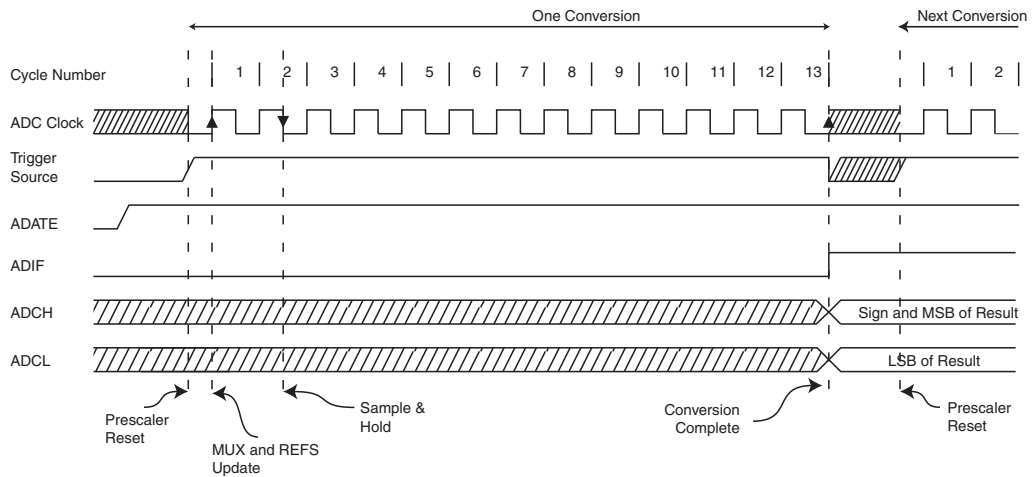 One Conversion
Next Conversion
Cycle Number
1 2 3 4 5 6 7 8 9 10 11 12 13 1 2
ADC Clock
Trigger
Source
ADATE
ADIF
ADCH
Sign and MSB of Result
ADCL
LSB of Result
Prescaler
Reset
MUX and REFS
Update
Sample &
Hold
Conversion
Complete
Prescaler
Reset